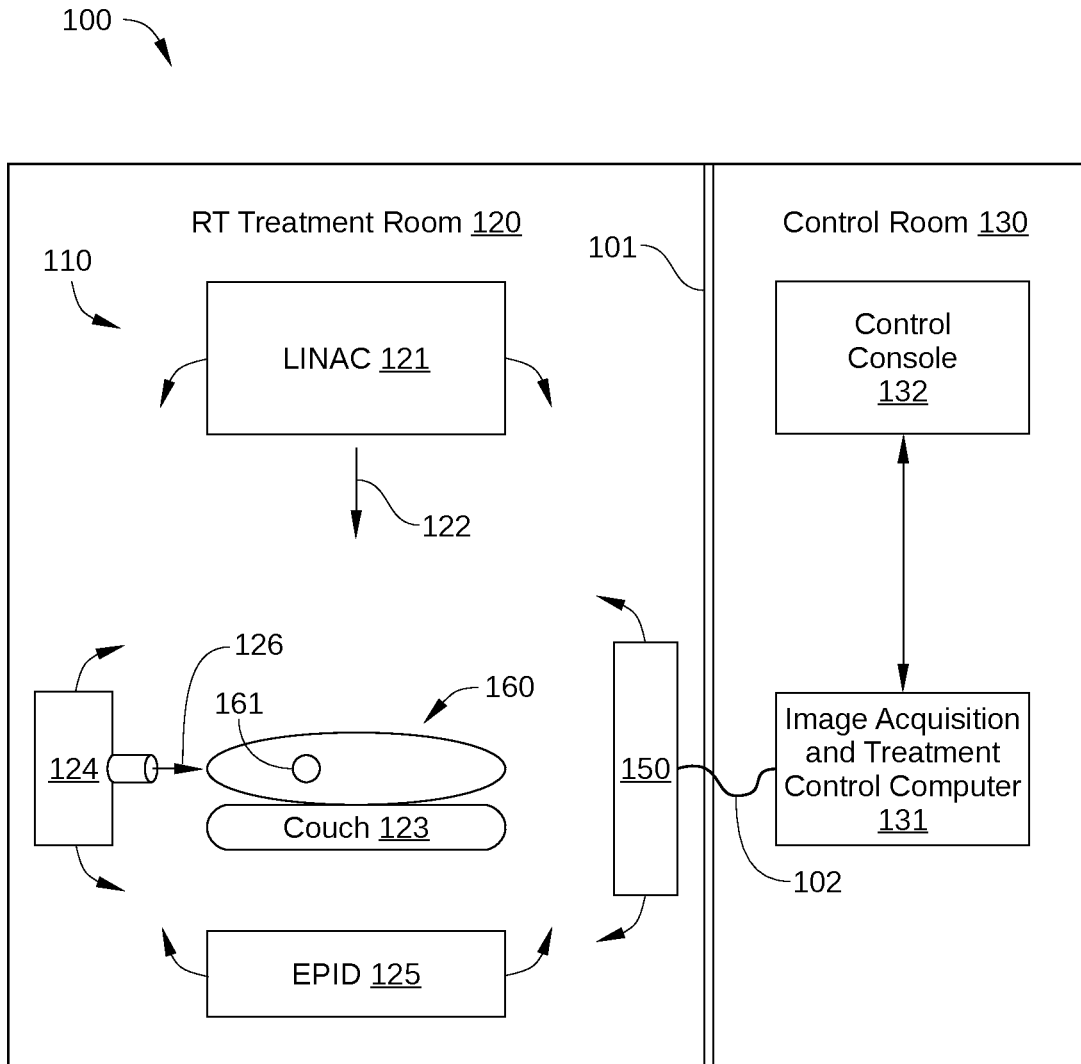 100
RT Treatment Room 120
Control Room 130
101
110
LINAC 121
Control
Console
132
122
126
160
161
124
Couch 123
150
Image Acquisition
and Treatment
Control Computer
131
102
EPID 125